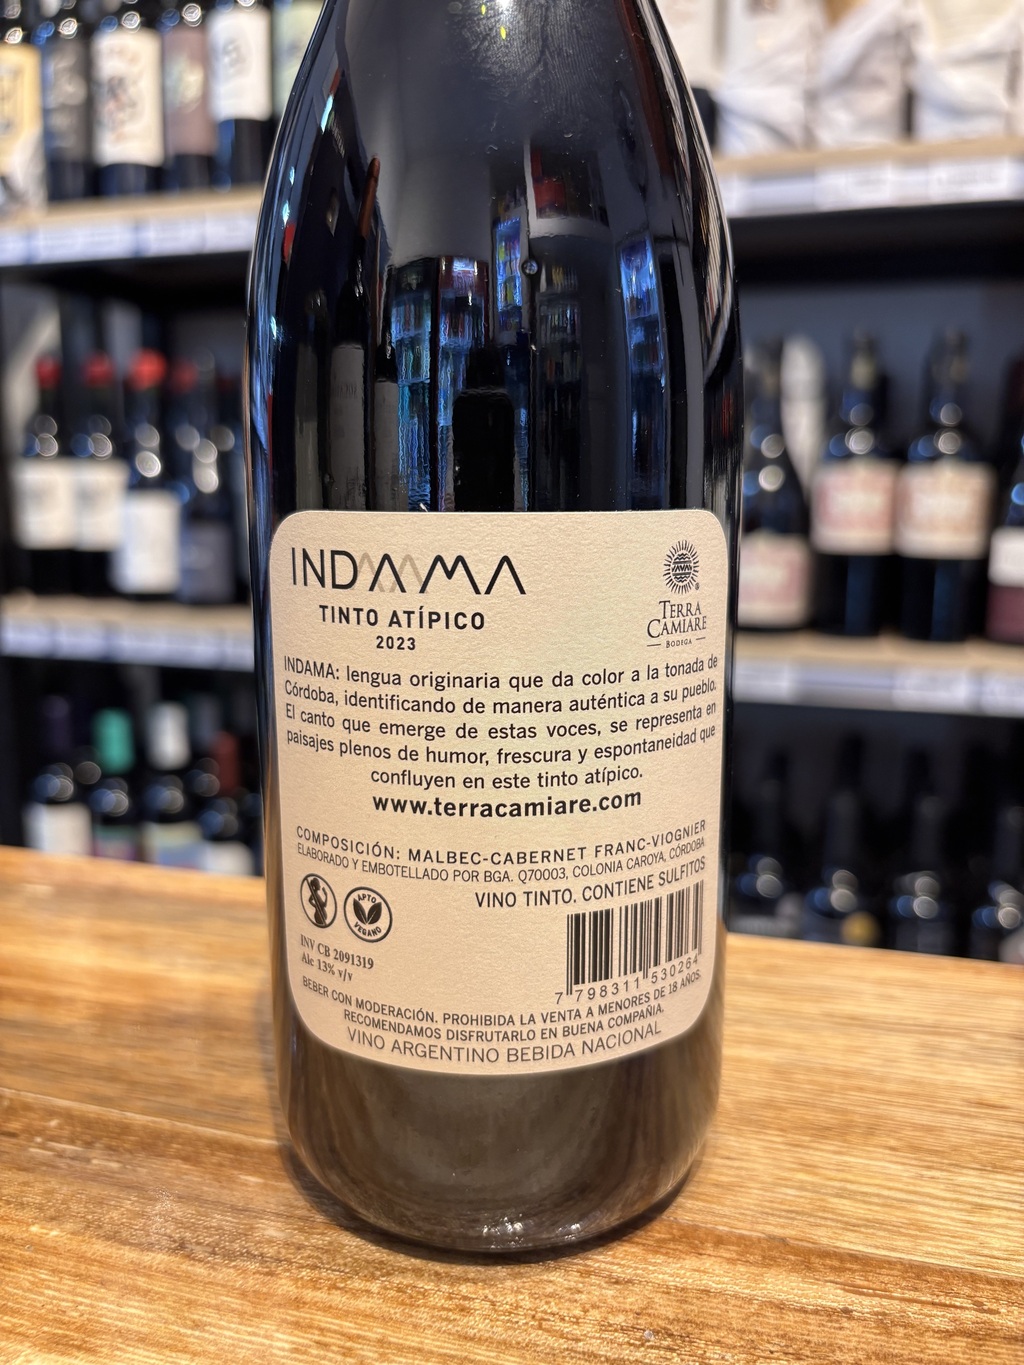 INDAMA
TINTO ATÍPICO
2023
TERRA
CAMIARE
BODEGA
INDAMA: lengua originaria que da color a la tonada de
Córdoba, identificando de manera auténtica a su pueblo.
El canto que emerge de estas voces, se representa en
paisajes plenos de humor, frescura y espontaneidad que
confluyen en este tinto atípico.
www.terracamiare.com
COMPOSICIÓN: MALBEC-CABERNET FRANC-VIOGNIER
ELABORADO Y EMBOTELLADO POR BGA. Q70003, COLONIA CAROYA, CÓRDOBA
VINO TINTO. CONTIENE SULFITOS
APTO
VEGANO
INV CB 2091319
Alc 13% v/v
7 798311 530264
BEBER CON MODERACIÓN. PROHIBIDA LA VENTA A MENORES DE 18 AÑOS.
RECOMENDAMOS DISFRUTARLO EN BUENA COMPAÑIA.
VINO ARGENTINO BEBIDA NACIONAL